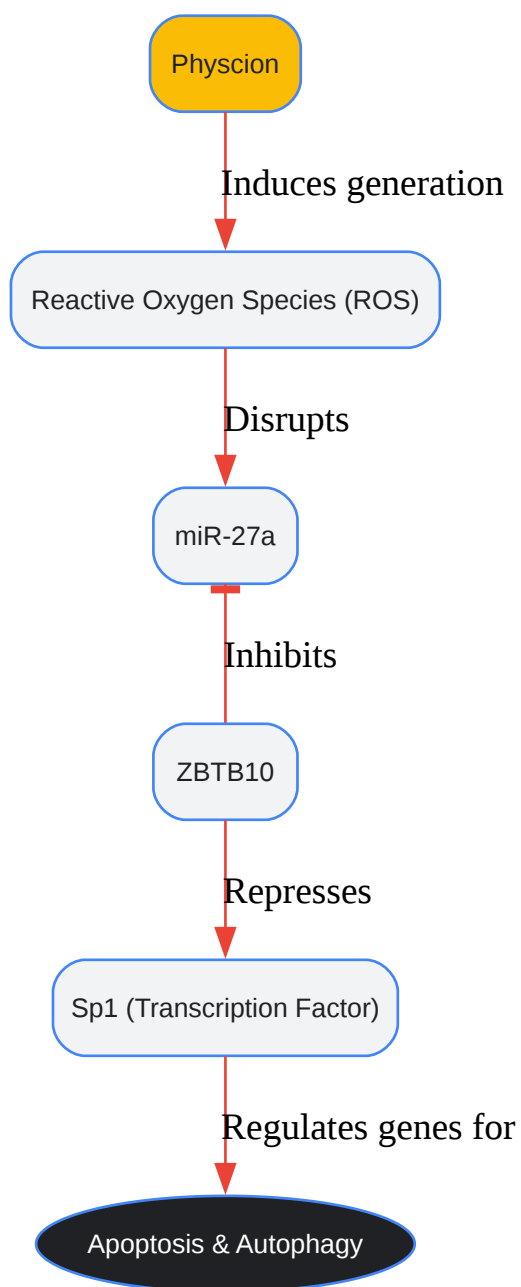 Physcion
Induces generation
Reactive Oxygen Species (ROS)
Disrupts
miR-27a
Inhibits
ZBTB10
Represses
Sp1 (Transcription Factor)
Regulates genes for
Apoptosis & Autophagy